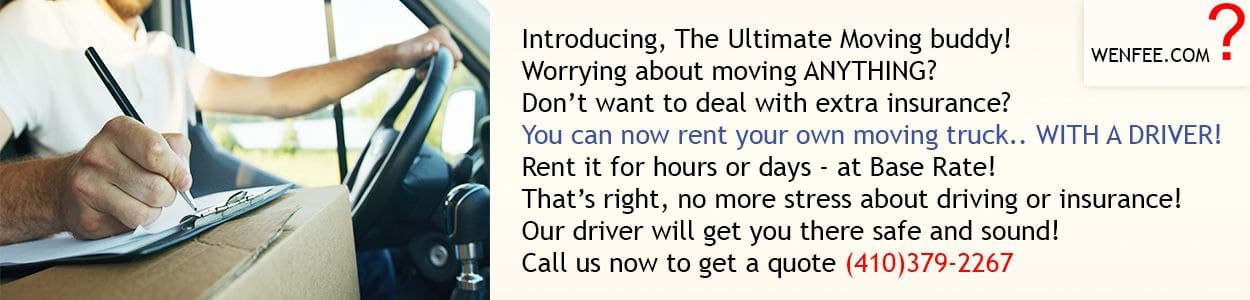 Introducing, The Ultimate Moving buddy!
Worrying about moving ANYTHING?
Don’t want to deal with extra insurance?
You can now rent your own moving truck.. WITH A DRIVER!
Rent it for hours or days - at Base Rate!
That’s right, no more stress about driving or insurance!
Our driver will get you there safe and sound!
Call us now to get a quote (410)379-2267
WENFEE.COM ?